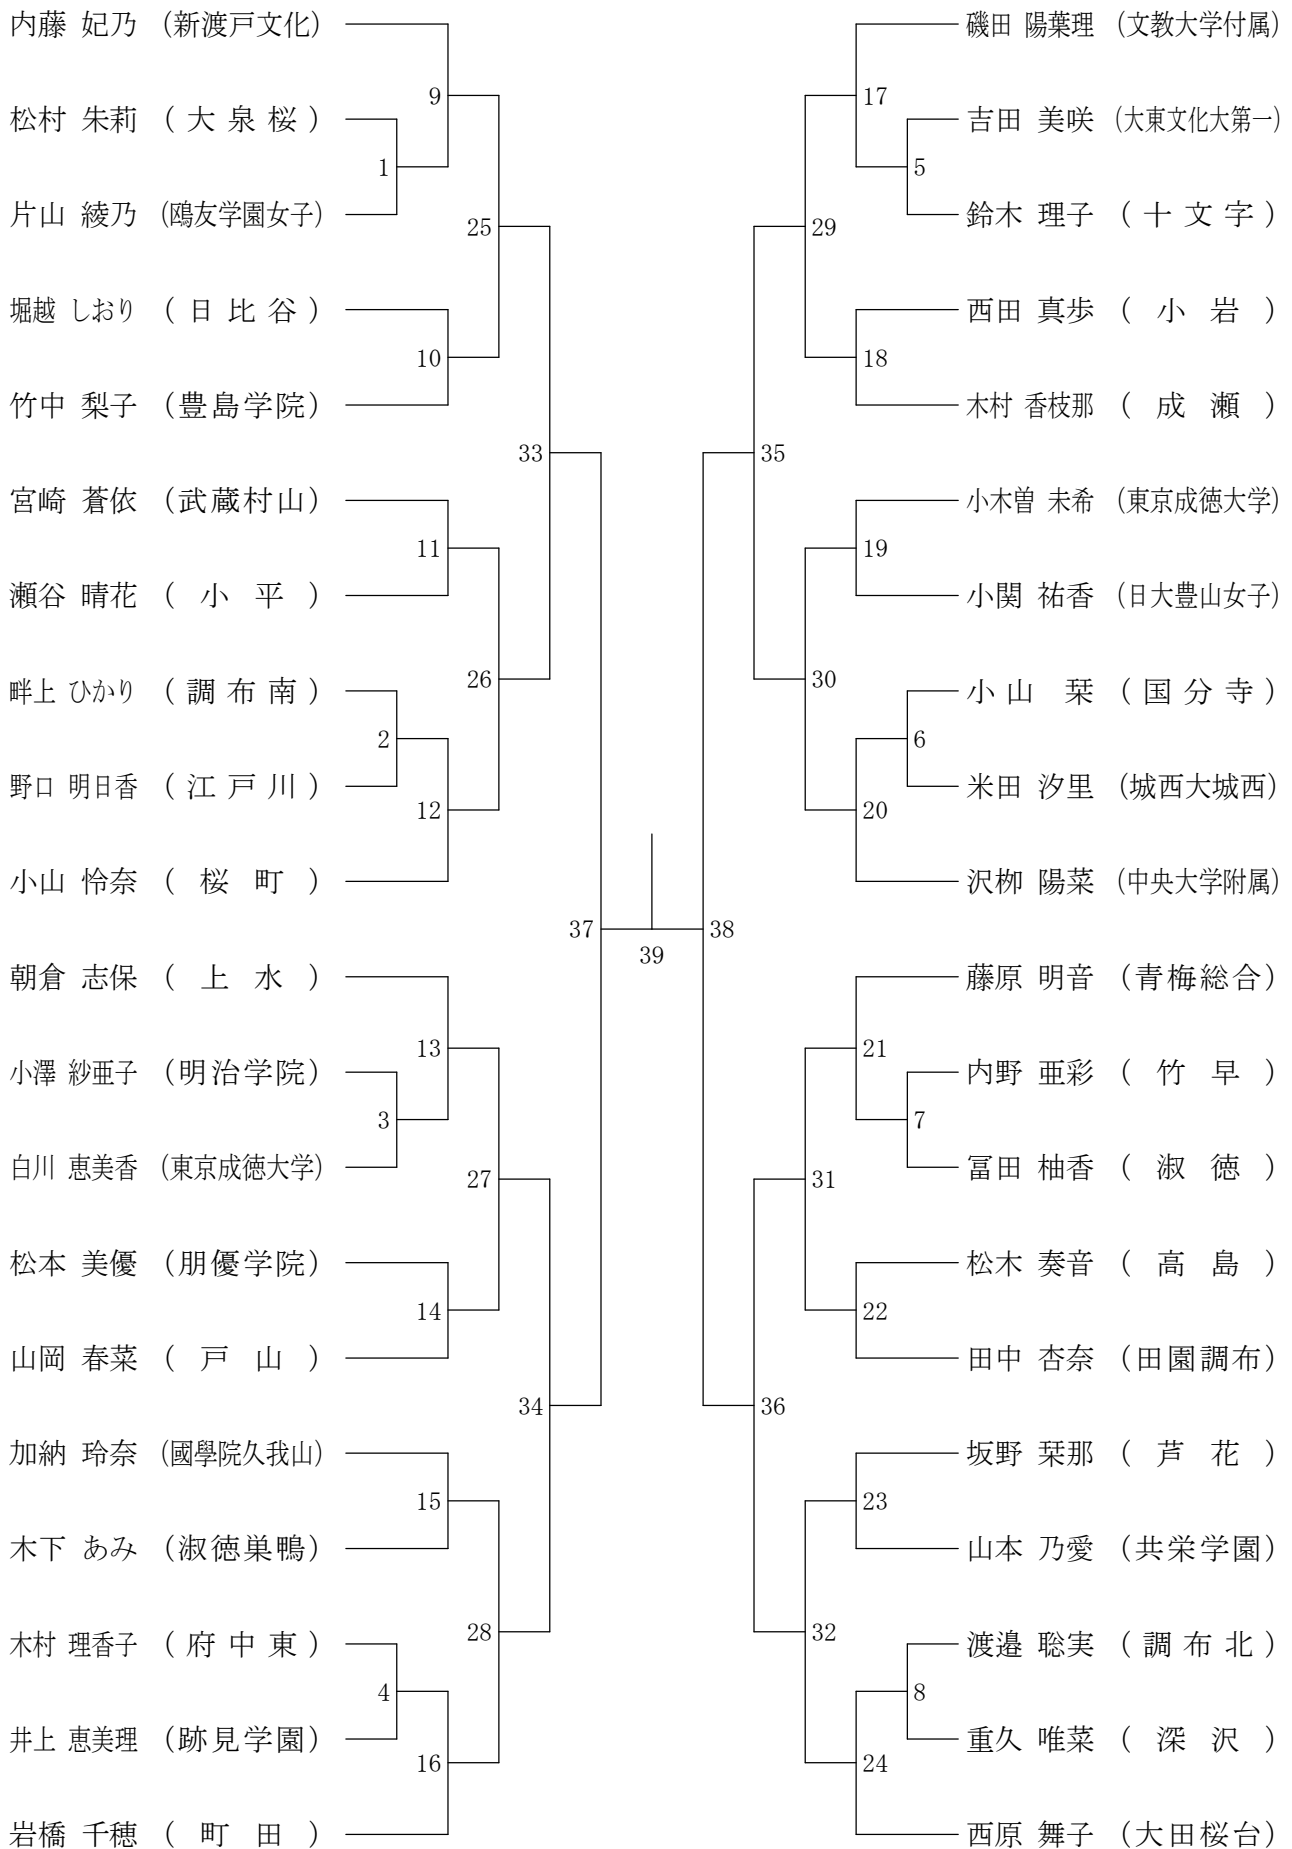 内藤 妃乃 (新渡戸文化)
9
松村 朱莉 (大泉桜)
1
片山 綾乃 (鴎友学園女子)
25
堀越 しおり (日比谷)
10
竹中 梨子 (豊島学院)
33
宮崎 蒼依 (武蔵村山)
11
瀬谷 晴花 (小平)
26
畔上 ひかり (調布南)
2
野口 明日香 (江戸川)
12
小山 怜奈 (桜町)
37
朝倉 志保 (上水)
13
小澤 紗亜子 (明治学院)
3
白川 恵美香 (東京成徳大学)
27
松本 美優 (朋優学院)
14
山岡 春菜 (戸山)
34
加納 玲奈 (國學院久我山)
15
木下 あみ (淑徳巣鴨)
28
木村 理香子 (府中東)
4
井上 恵美理 (跡見学園)
16
岩橋 千穂 (町田)
39
磯田 陽葉理 (文教大学付属)
17
吉田 美咲 (大東文化大第一)
5
鈴木 理子 (十文字)
29
西田 真歩 (小岩)
18
木村 香枝那 (成瀬)
35
小木曽 未希 (東京成徳大学)
19
小関 祐香 (日大豊山女子)
30
小山 栞 (国分寺)
6
米田 汐里 (城西大城西)
20
沢栁 陽菜 (中央大学附属)
38
藤原 明音 (青梅総合)
21
内野 亜彩 (竹早)
7
冨田 柚香 (淑徳)
31
松木 奏音 (高島)
22
田中 杏奈 (田園調布)
36
坂野 栞那 (芦花)
23
山本 乃愛 (共栄学園)
32
渡邉 聡実 (調布北)
8
重久 唯菜 (深沢)
24
西原 舞子 (大田桜台)